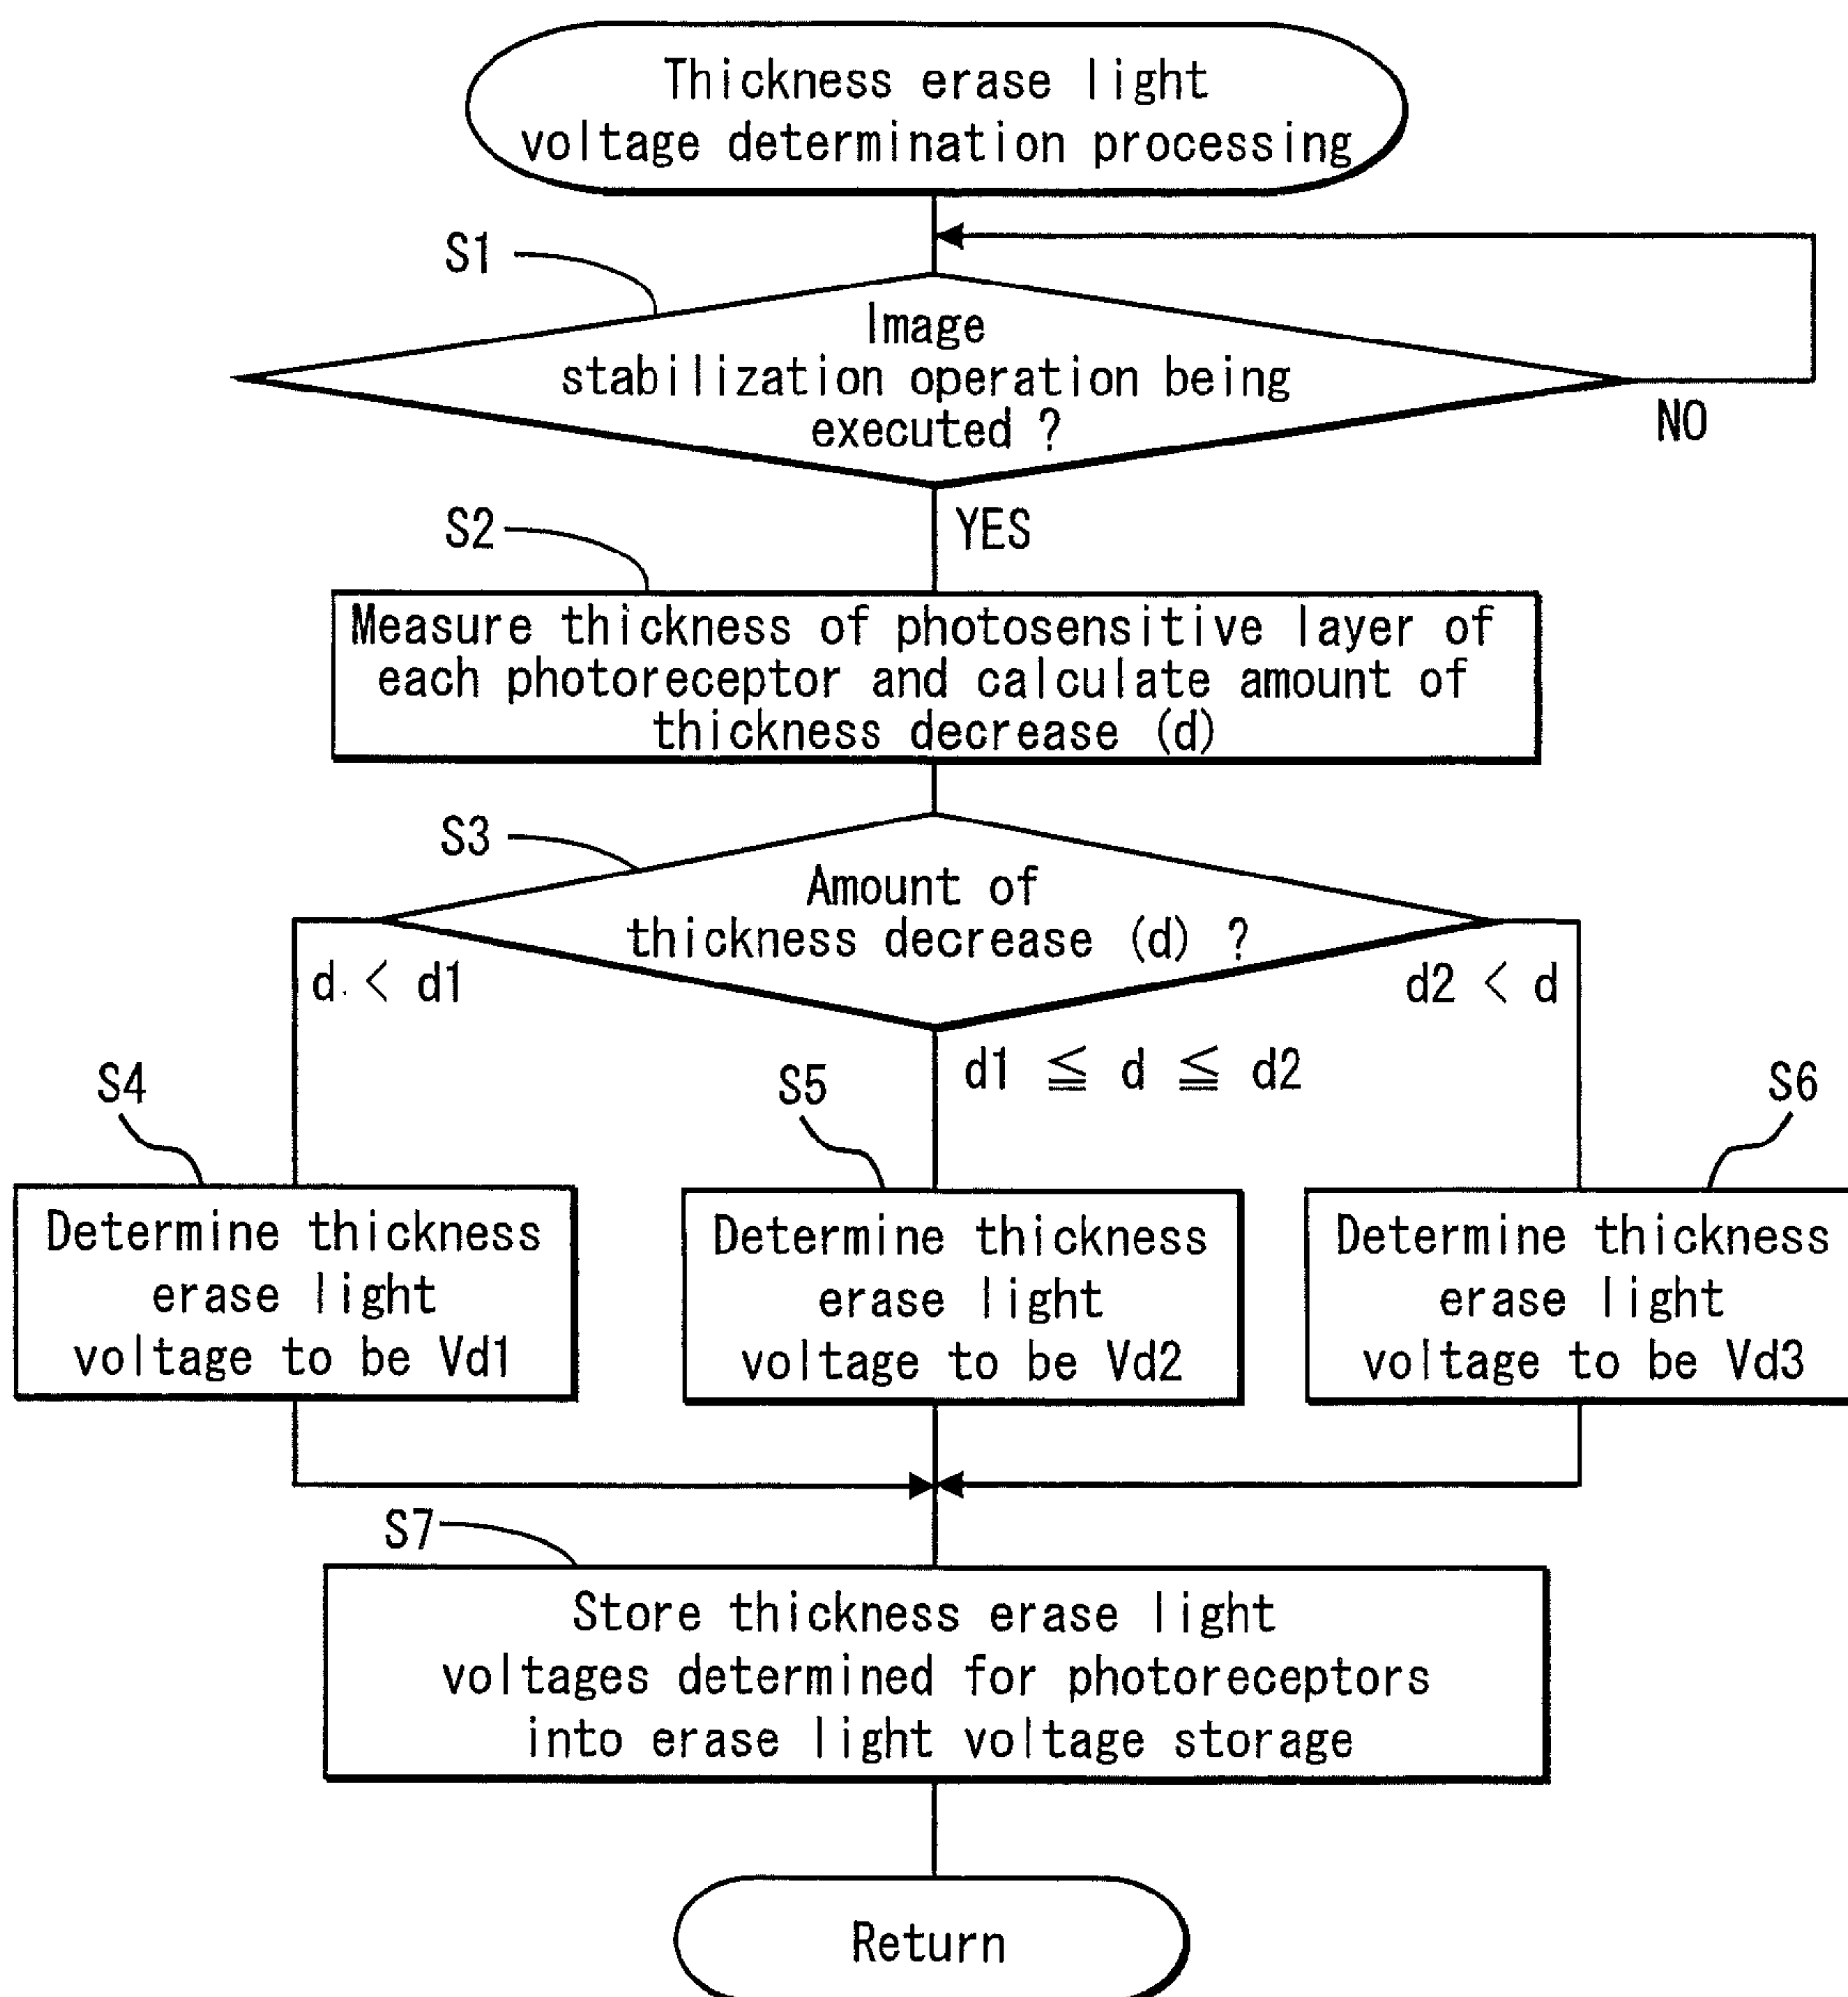 Thickness erase light
voltage determination processing
S1
Image
stabilization operation being
executed ?
NO
YES
S2
Measure thickness of photosensitive layer of
each photoreceptor and calculate amount of
thickness decrease (d)
S3
Amount of
thickness decrease (d) ?
d < d1
d2 < d
d1 ≦ d ≦ d2
S4
S5
S6
Determine thickness
erase light
voltage to be Vd1
Determine thickness
erase light
voltage to be Vd2
Determine thickness
erase light
voltage to be Vd3
S7
Store thickness erase light
voltages determined for photoreceptors
into erase light voltage storage
Return